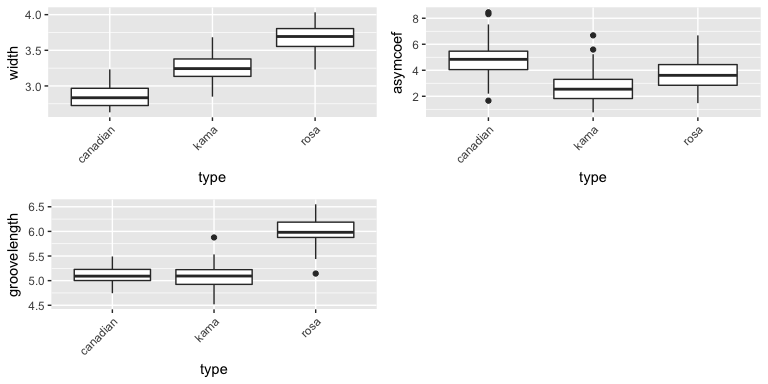 width
4.0
3.5
3.0
canadian
kama
rosa
type
asymcoef
8
6
4
2
canadian
kama
rosa
type
groovelength
6.5
6.0
5.5
5.0
4.5
canadian
kama
rosa
type